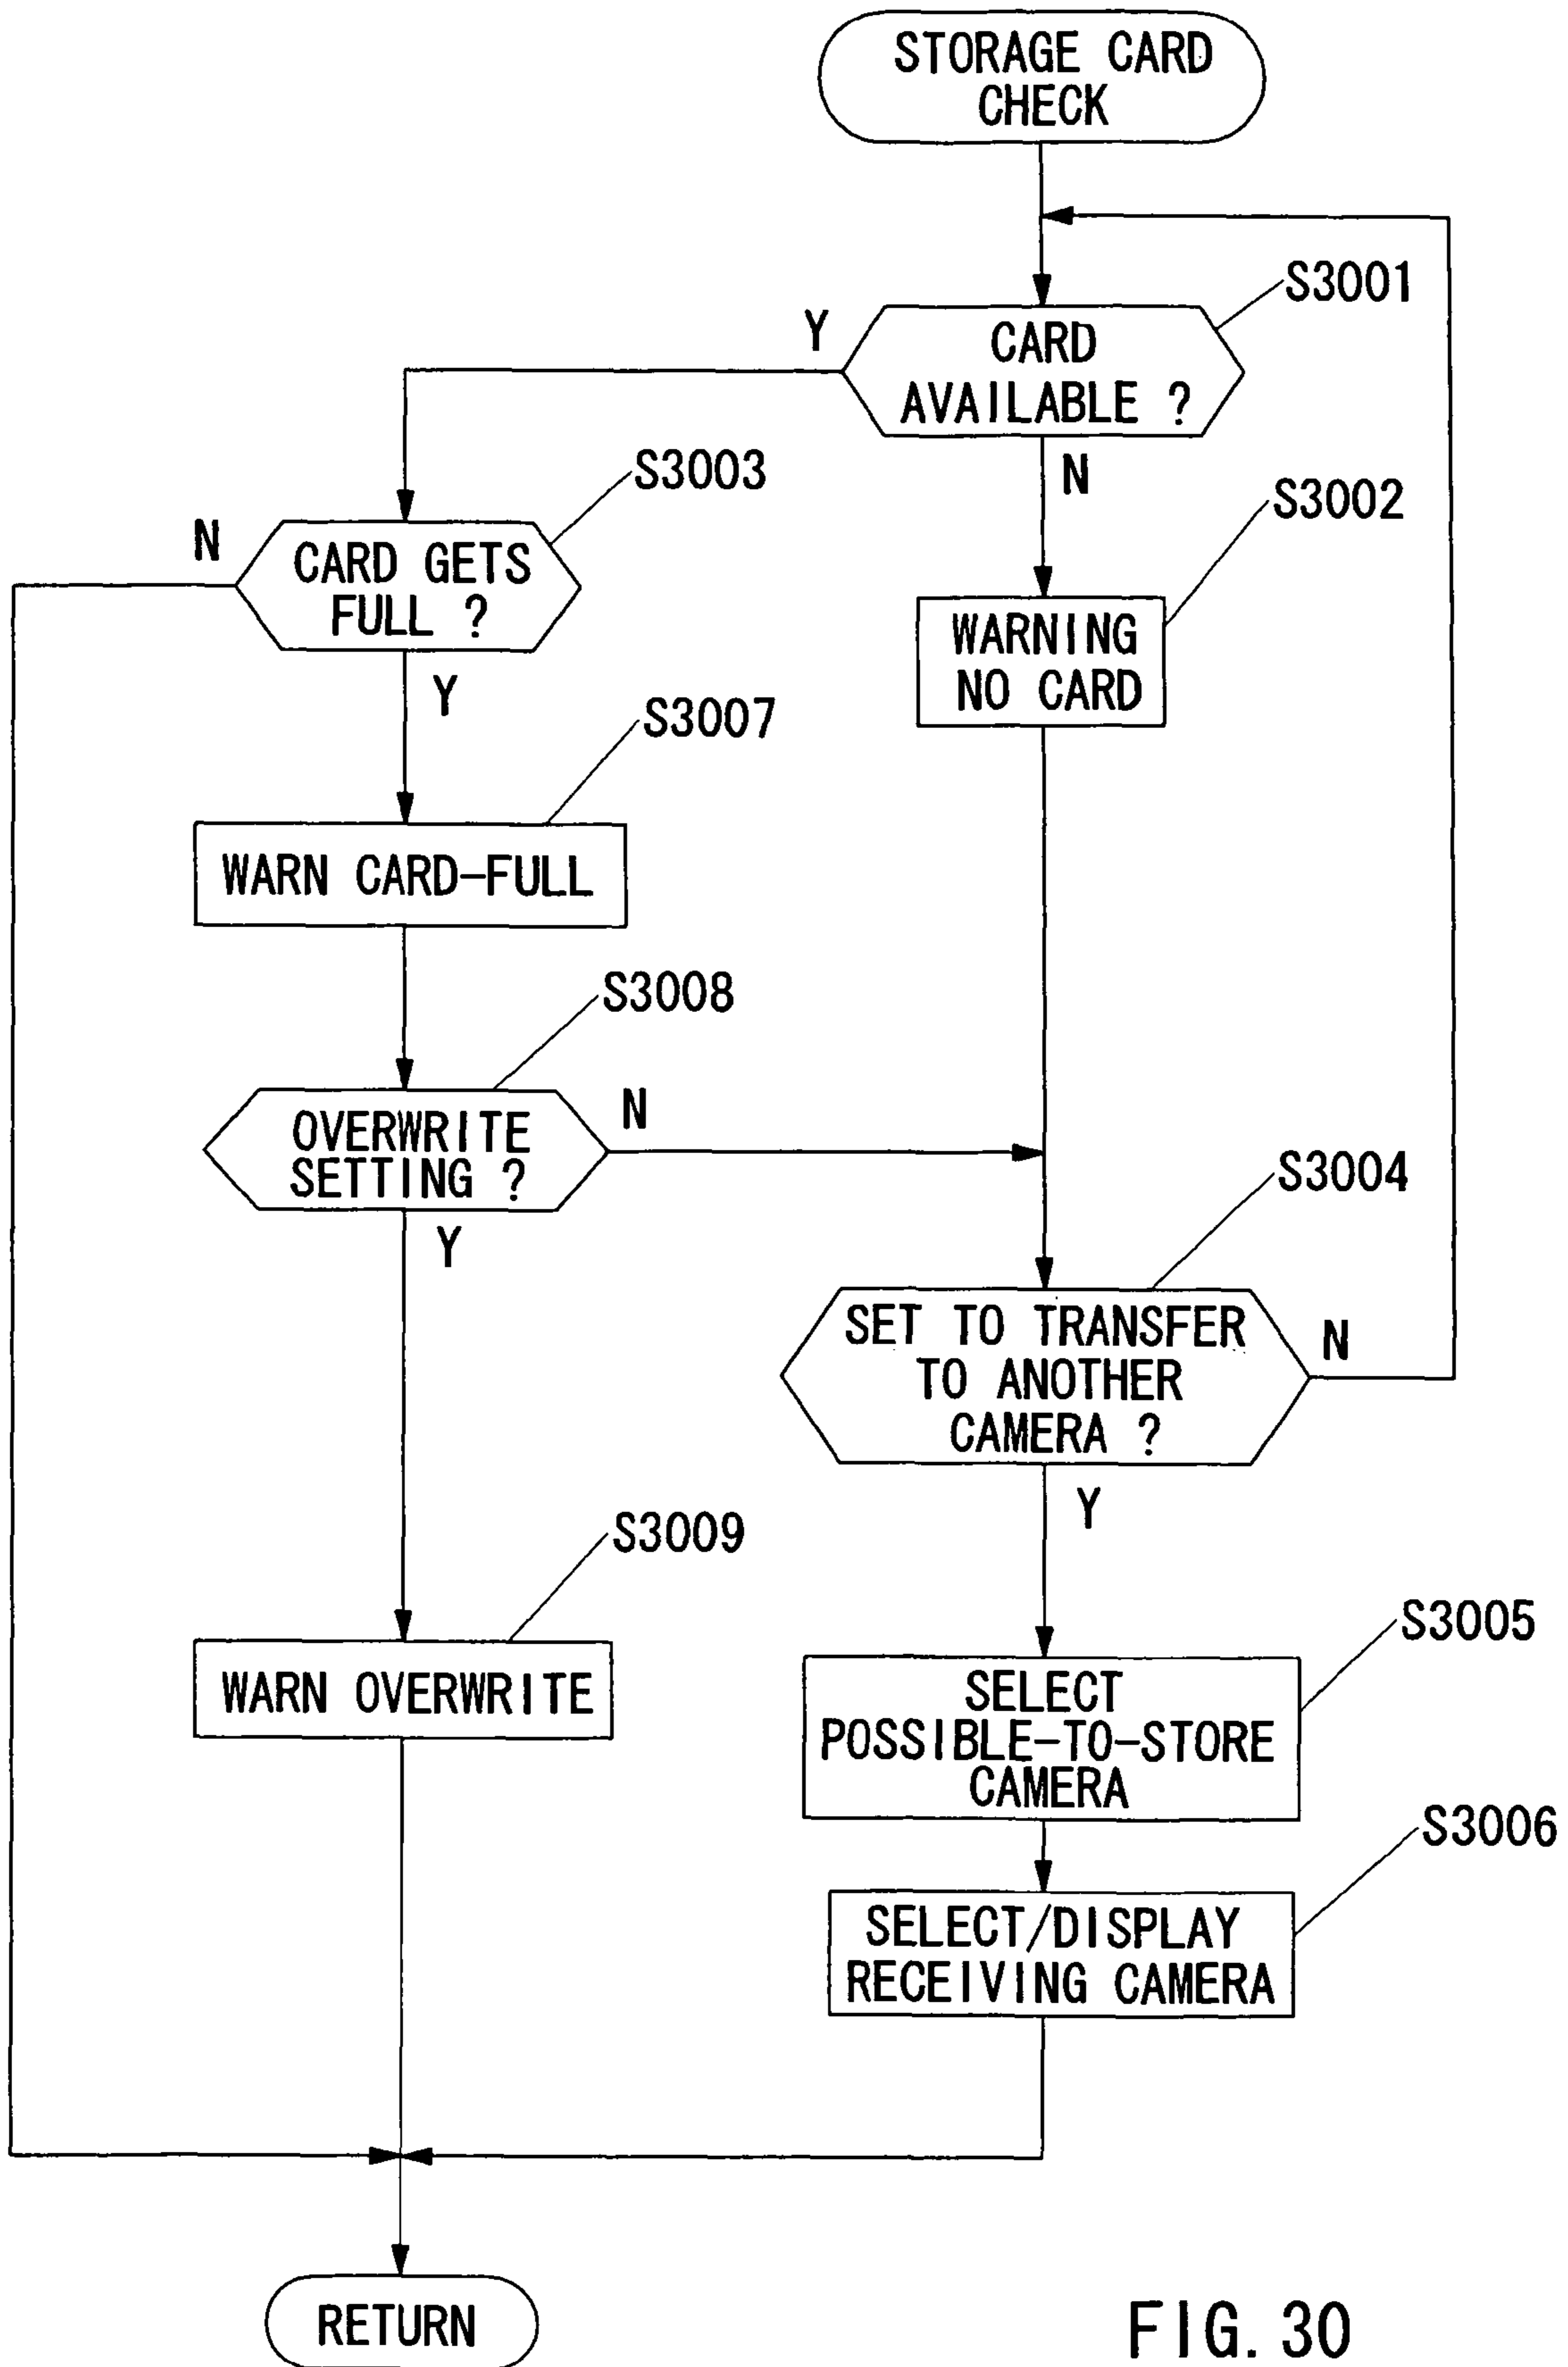 STORAGE CARD
CHECK
S3001
Y
CARD
AVAILABLE ?
N
S3003
S3002
N
CARD GETS
FULL ?
WARNING
NO CARD
Y
S3007
WARN CARD-FULL
S3008
OVERWRITE
SETTING ?
N
Y
S3004
SET TO TRANSFER
TO ANOTHER
CAMERA ?
N
Y
S3009
WARN OVERWRITE
S3005
SELECT
POSSIBLE-TO-STORE
CAMERA
S3006
SELECT/DISPLAY
RECEIVING CAMERA
RETURN
FIG. 30